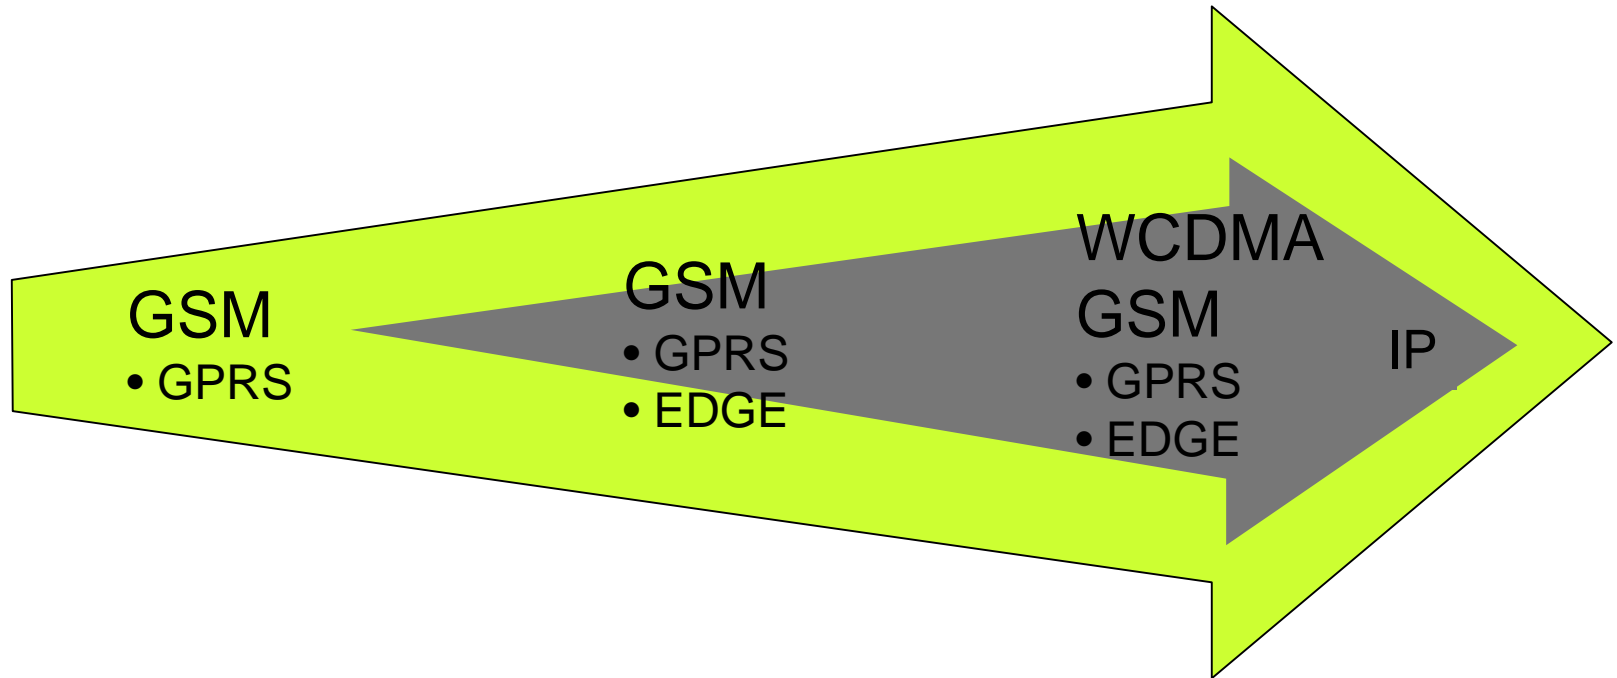 GSM
• GPRS
GSM
• GPRS
• EDGE
WCDMA
GSM
• GPRS
• EDGE
IP